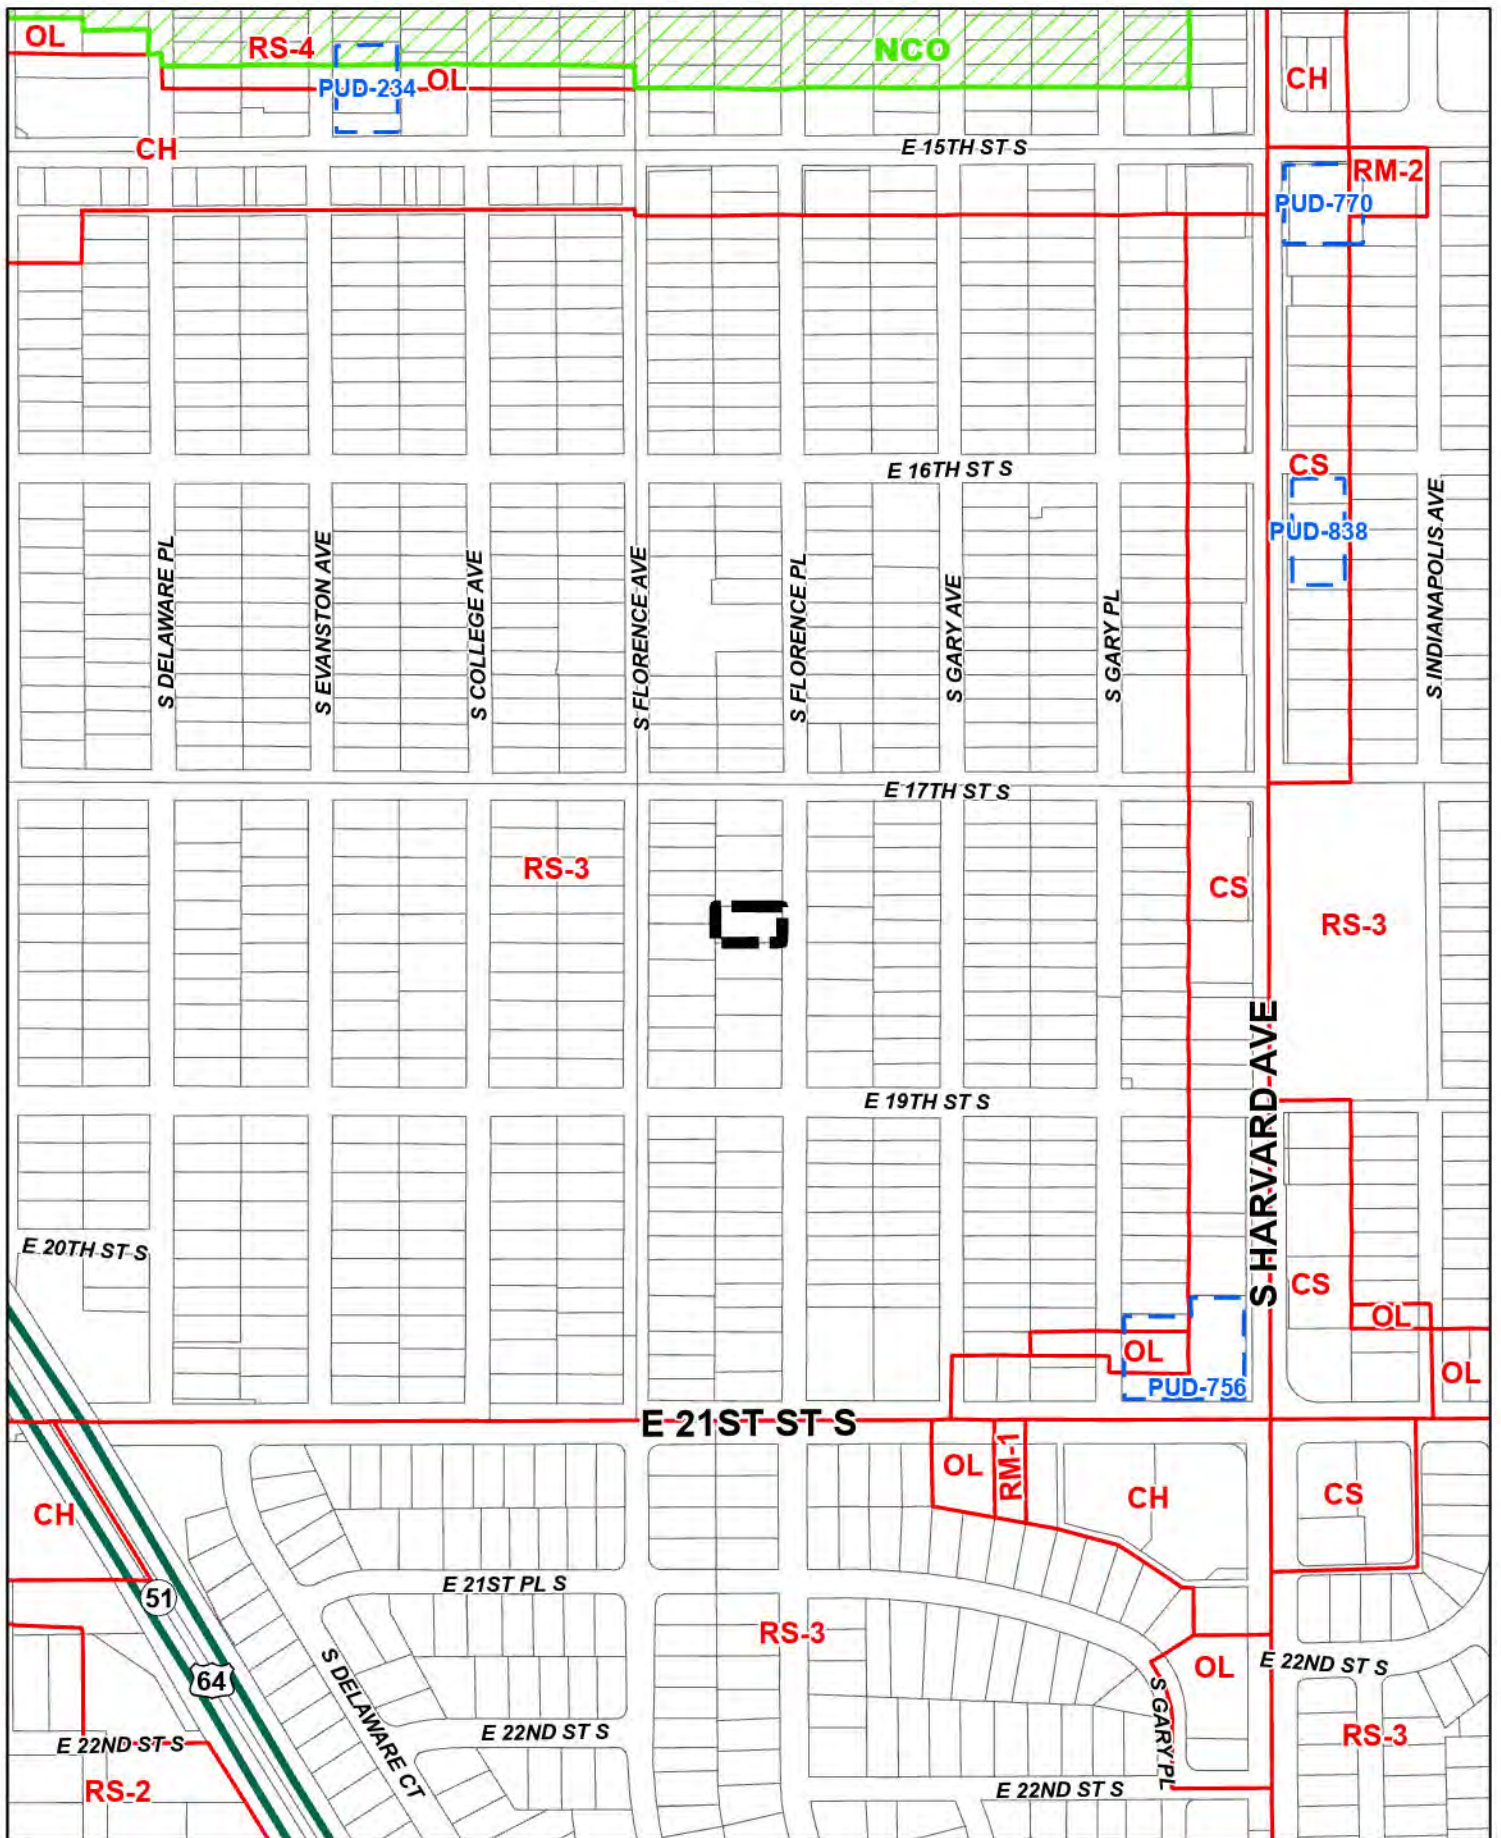 OL
RS-4
NCO
CH
PUD-234
OL
CH
E 15TH ST S
RM-2
PUD-770
E 16TH ST S
CS
PUD-838
S DELAWARE PL
S EVANSTON AVE
S COLLEGE AVE
S FLORENCE AVE
S FLORENCE PL
S GARY AVE
S GARY PL
S INDIANAPOLIS AVE
E 17TH ST S
RS-3
CS
RS-3
S HARVARD AVE
E 19TH ST S
E 20TH ST S
CS
OL
OL
OL
PUD-756
E 21ST ST S
OL
RM-1
CH
CS
CH
51
E 21ST PL S
RS-3
E 22ND ST S
OL
64
S DELAWARE CT
S GARY PL
E 22ND ST S
E 22ND ST S
RS-3
RS-2
E 22ND ST S